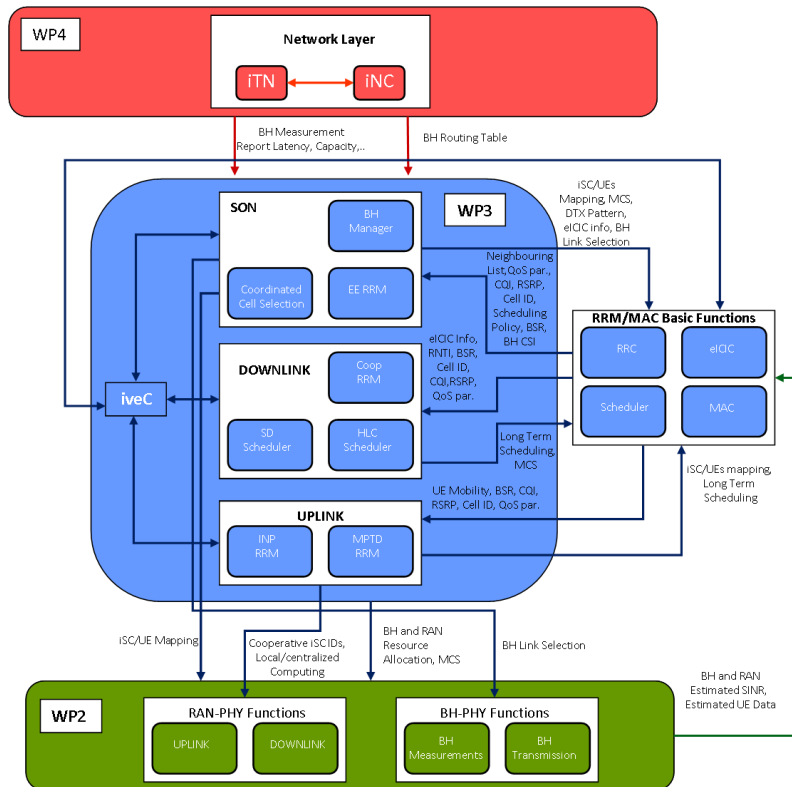 WP4
Network Layer
iTN
iNC
BH Measurement
Report Latency, Capacity,..
BH Routing Table
SON
WP3
BH
Manager
Coordinated
Cell Selection
EE RRM
iSC/UEs
Mapping, MCS,
DTX Pattern,
eICIC info, BH
Link Selection
Neighbouring
List,QoS par.,
CQI, RSRP,
Cell ID,
Scheduling
Policy, BSR,
BH CSI
RRM/MAC Basic Functions
RRC
eICIC
Scheduler
MAC
eICIC Info,
RNTI, BSR,
Cell ID,
CQI,RSRP,
QoS par.
DOWNLINK
Coop
RRM
SD
Scheduler
HLC
Scheduler
iveC
Long Term
Scheduling,
MCS
iSC/UEs mapping,
Long Term
Scheduling
UE Mobility, BSR, CQI,
RSRP, Cell ID, QoS par.
UPLINK
INP
RRM
MPTD
RRM
iSC/UE Mapping
Cooperative iSC IDs,
Local/centralized
Computing
BH and RAN
Resource
Allocation, MCS
BH Link Selection
BH and RAN
Estimated SINR,
Estimated UE Data
WP2
RAN-PHY Functions
UPLINK
DOWNLINK
BH-PHY Functions
BH
Measurements
BH
Transmission